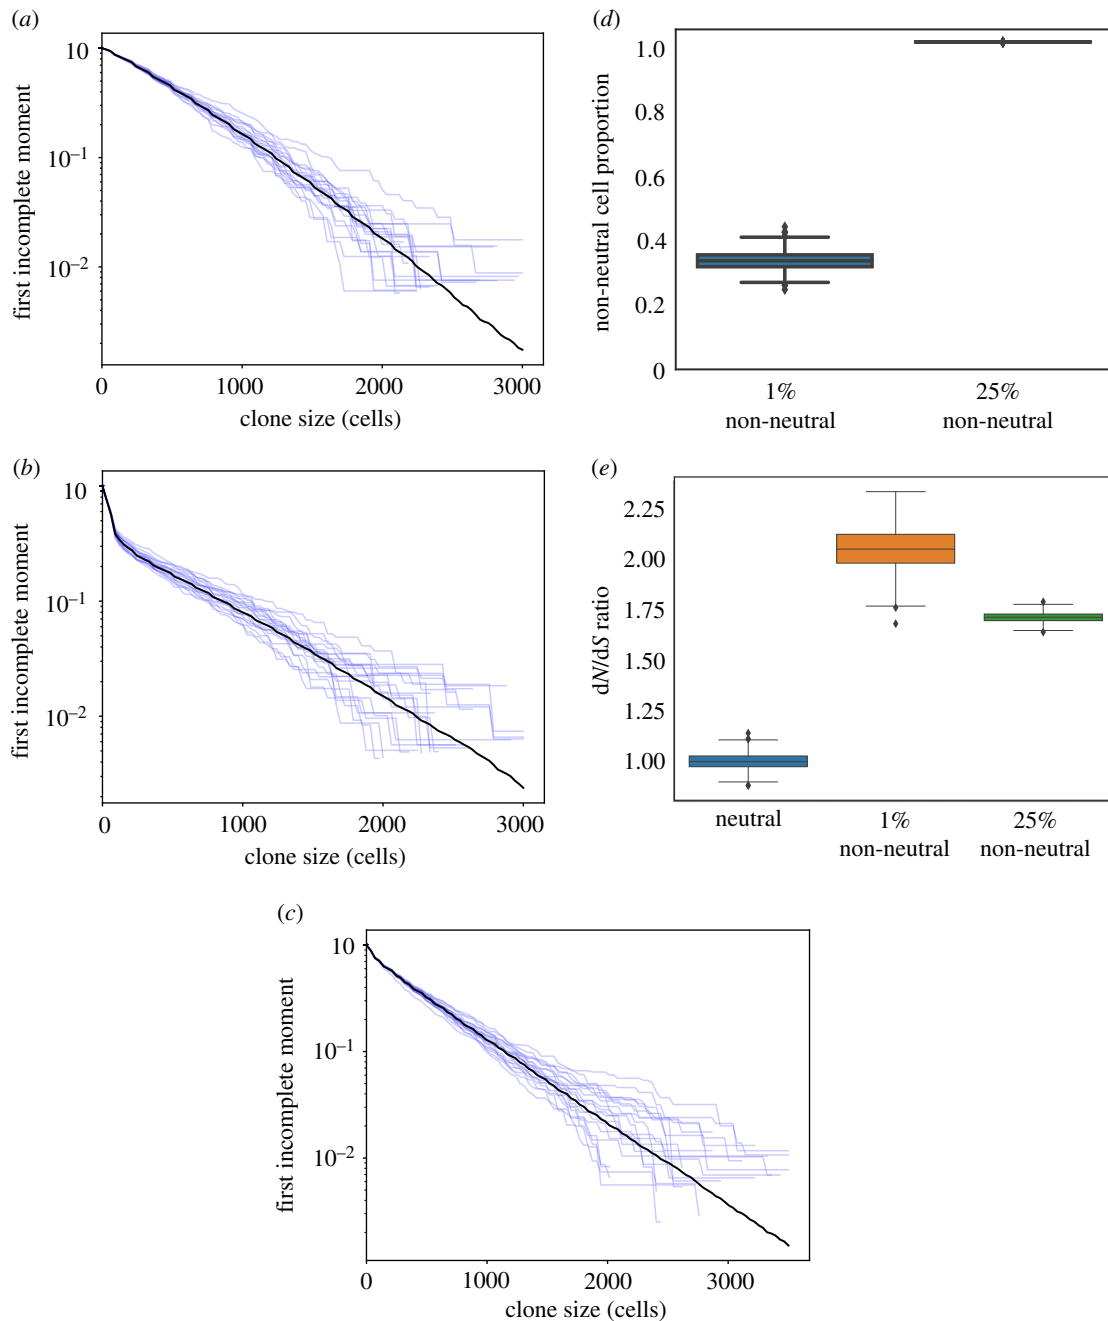 (a)
10
10−1
10−2
first incomplete moment
0
1000
2000
3000
clone size (cells)
(d)
1.0
0.8
0.6
0.4
0.2
0
non-neutral cell proportion
1%
non-neutral
25%
non-neutral
(b)
10
10−1
10−2
first incomplete moment
0
1000
2000
3000
clone size (cells)
(e)
2.25
2.00
1.75
1.50
1.25
1.00
dN/dS ratio
neutral
1%
non-neutral
25%
non-neutral
(c)
10
10−1
10−2
first incomplete moment
0
1000
2000
3000
clone size (cells)